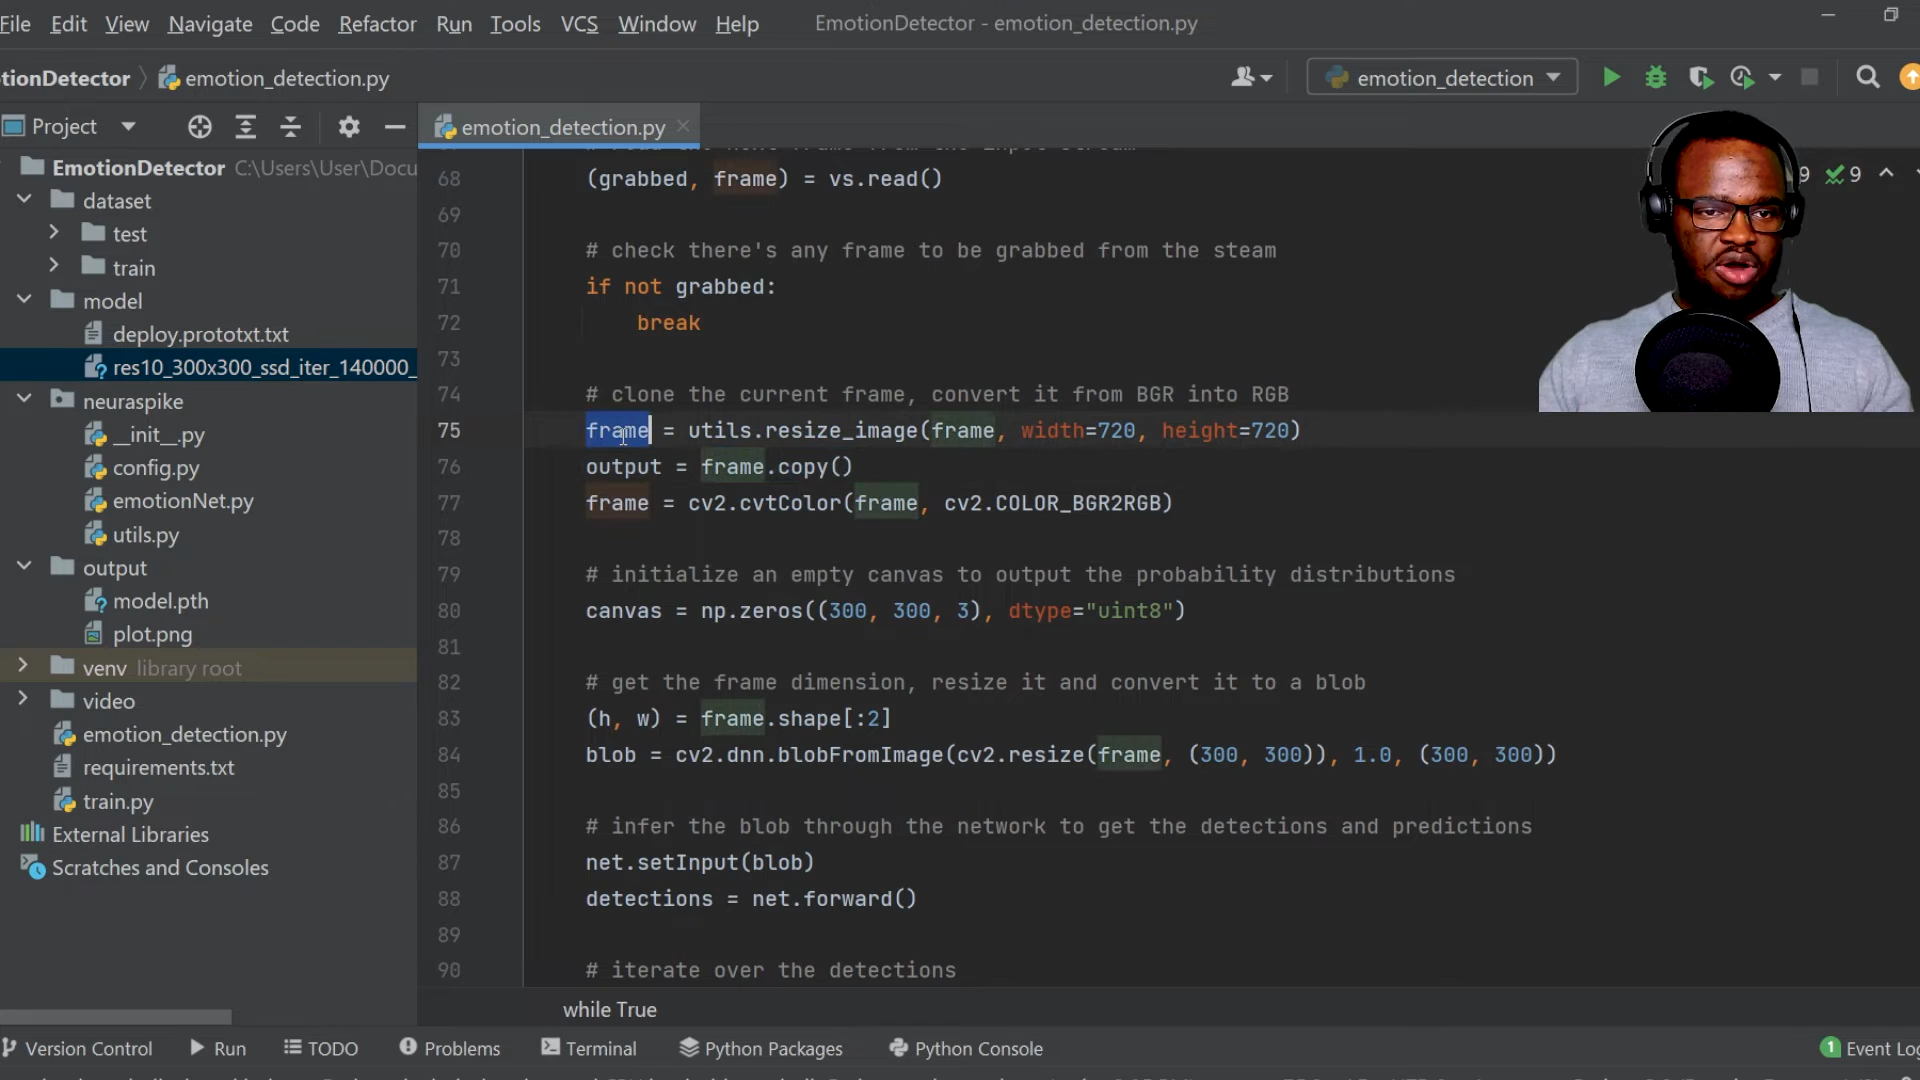 File Edit View Navigate Code Refactor Run Tools VCS Window Help EmotionDetector - emotion_detection.py
tionDetector emotion_detection.py emotion_detection
Project emotion_detection.py
EmotionDetector C:\Users\User\Docu
dataset
test
train
model
deploy.prototxt.txt
res10_300x300_ssd_iter_140000_
neuraspike
__init__.py
config.py
emotionNet.py
utils.py
output
model.pth
plot.png
venv library root
video
emotion_detection.py
requirements.txt
train.py
External Libraries
Scratches and Consoles
9 9
68 (grabbed, frame) = vs.read()
69
70 # check there's any frame to be grabbed from the steam
71 if not grabbed:
72 break
73
74 # clone the current frame, convert it from BGR into RGB
75 frame = utils.resize_image(frame, width=720, height=720)
76 output = frame.copy()
77 frame = cv2.cvtColor(frame, cv2.COLOR_BGR2RGB)
78
79 # initialize an empty canvas to output the probability distributions
80 canvas = np.zeros((300, 300, 3), dtype="uint8")
81
82 # get the frame dimension, resize it and convert it to a blob
83 (h, w) = frame.shape[:2]
84 blob = cv2.dnn.blobFromImage(cv2.resize(frame, (300, 300)), 1.0, (300, 300))
85
86 # infer the blob through the network to get the detections and predictions
87 net.setInput(blob)
88 detections = net.forward()
89
90 # iterate over the detections
while True
Version Control Run TODO Problems Terminal Python Packages Python Console 1 Event Log